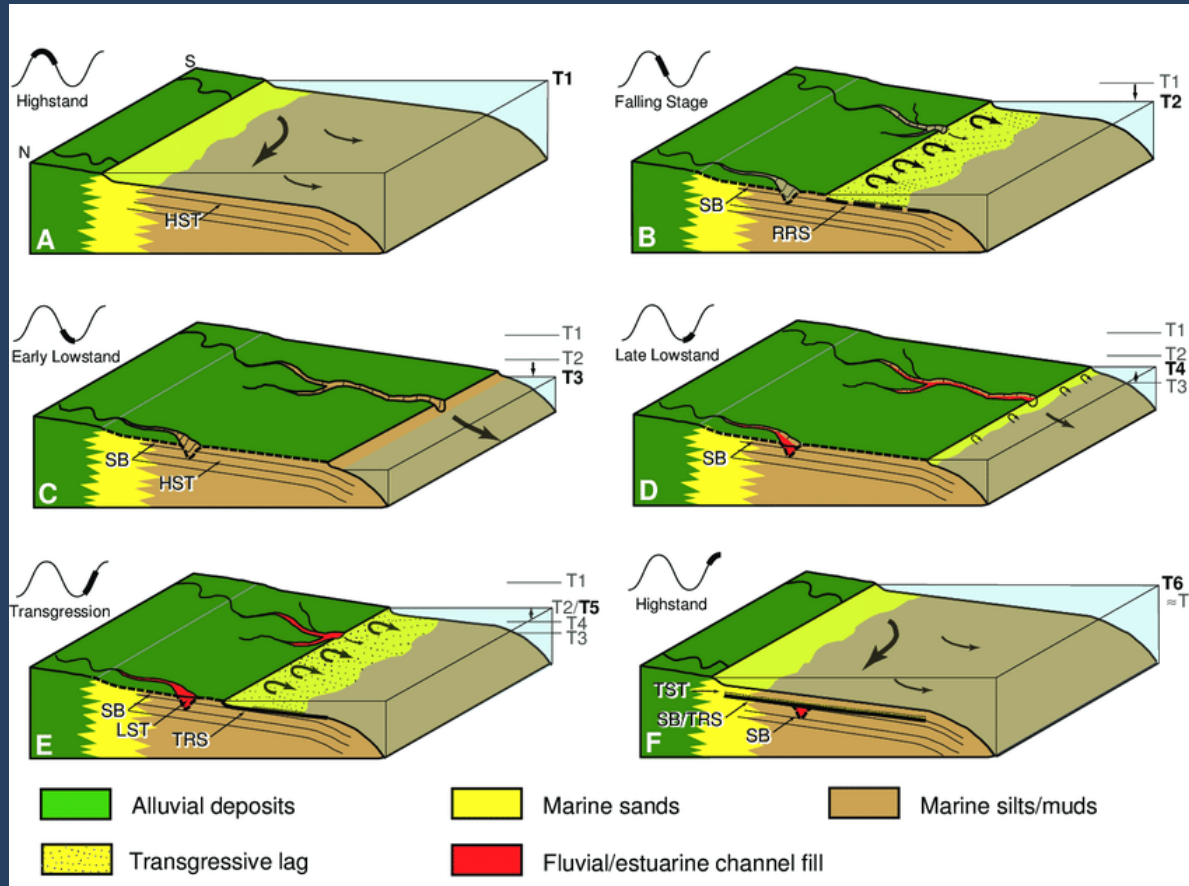 S
T1
Highstand
N
HST
A
T1
Falling Stage
T2
SB
RRS
B
T1
Early Lowstand
T2
T3
SB
HST
C
T1
Late Lowstand
T2
T4
T3
SB
D
T1
Transgression
T2/T5
T4
T3
SB
LST
TRS
E
Highstand
T6
≈T
TST
SB/TRS
SB
F
Alluvial deposits
Marine sands
Marine silts/muds
Transgressive lag
Fluvial/estuarine channel fill